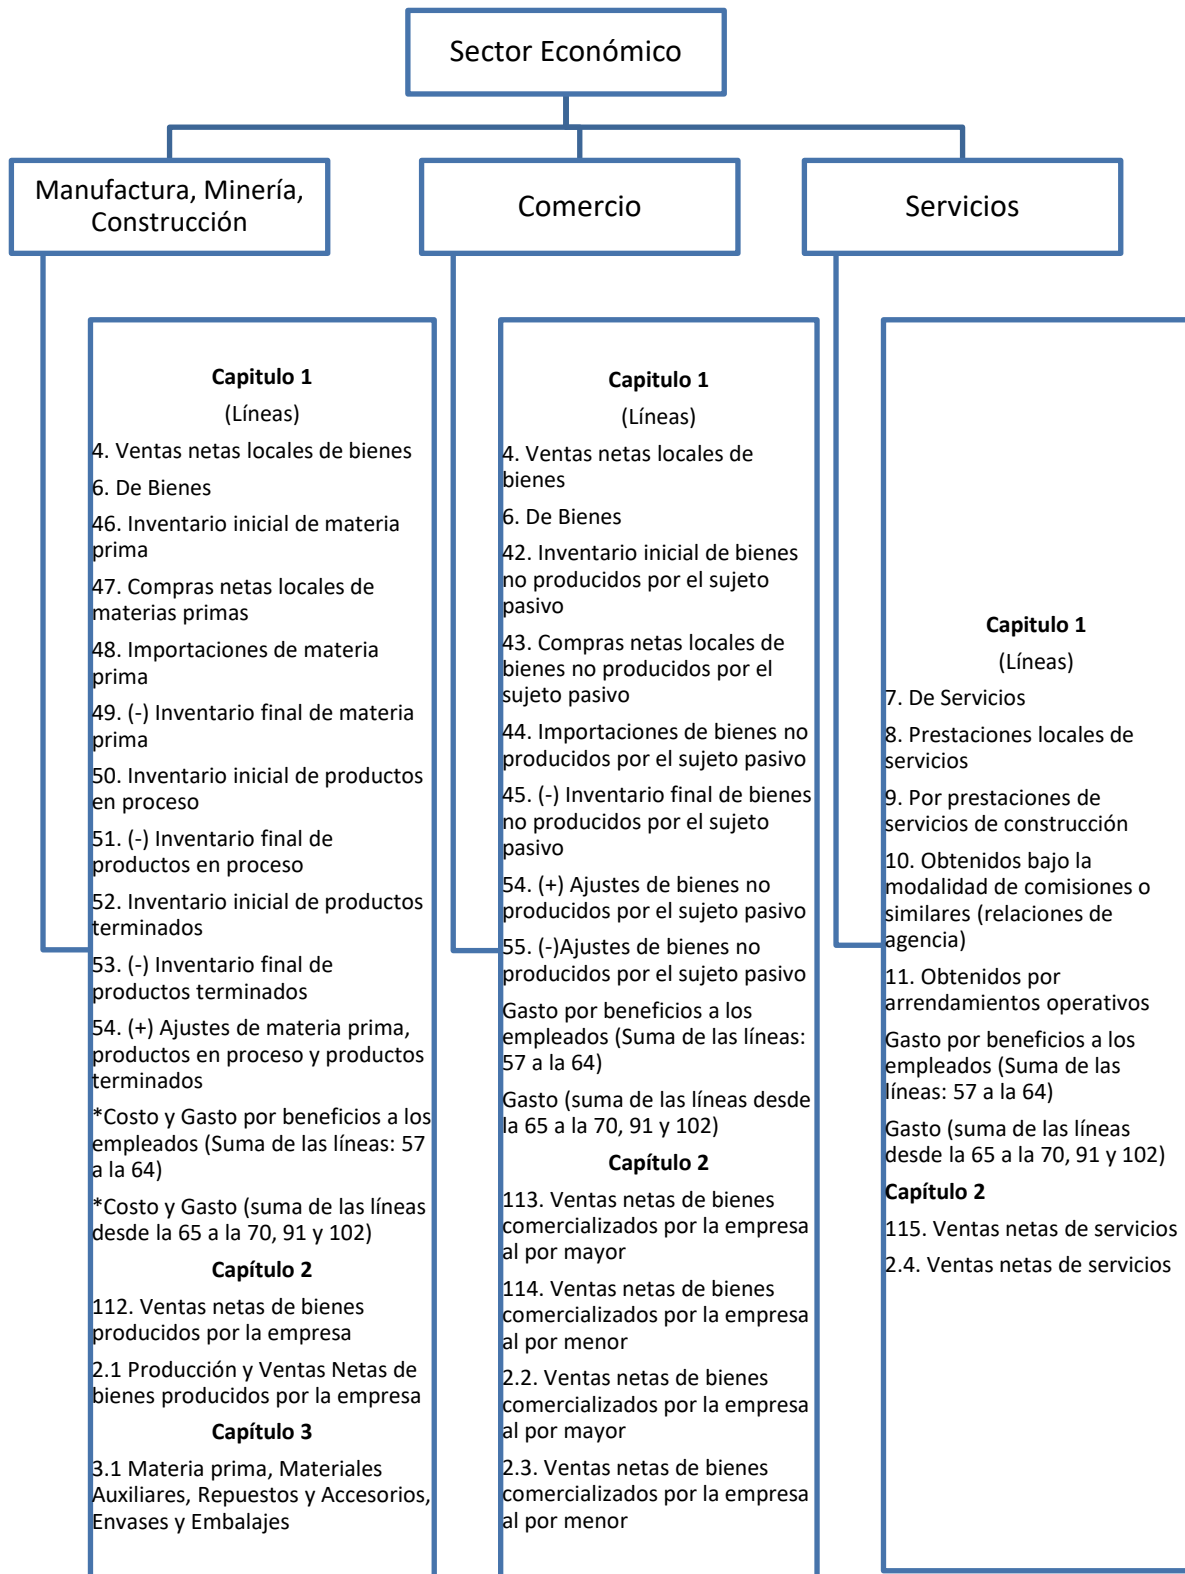 Sector Económico
Manufactura, Minería,
Construcción
Comercio
Servicios
Capitulo 1
(Líneas)
4. Ventas netas locales de bienes
6. De Bienes
46. Inventario inicial de materia
prima
47. Compras netas locales de
materias primas
48. Importaciones de materia
prima
49. (-) Inventario final de materia
prima
50. Inventario inicial de productos
en proceso
51. (-) Inventario final de
productos en proceso
52. Inventario inicial de productos
terminados
53. (-) Inventario final de
productos terminados
54. (+) Ajustes de materia prima,
productos en proceso y productos
terminados
*Costo y Gasto por beneficios a los
empleados (Suma de las líneas: 57
a la 64)
*Costo y Gasto (suma de las líneas
desde la 65 a la 70, 91 y 102)
Capítulo 2
112. Ventas netas de bienes
producidos por la empresa
2.1 Producción y Ventas Netas de
bienes producidos por la empresa
Capítulo 3
3.1 Materia prima, Materiales
Auxiliares, Repuestos y Accesorios,
Envases y Embalajes
Capitulo 1
(Líneas)
4. Ventas netas locales de
bienes
6. De Bienes
42. Inventario inicial de bienes
no producidos por el sujeto
pasivo
43. Compras netas locales de
bienes no producidos por el
sujeto pasivo
44. Importaciones de bienes no
producidos por el sujeto pasivo
45. (-) Inventario final de bienes
no producidos por el sujeto
pasivo
54. (+) Ajustes de bienes no
producidos por el sujeto pasivo
55. (-)Ajustes de bienes no
producidos por el sujeto pasivo
Gasto por beneficios a los
empleados (Suma de las líneas:
57 a la 64)
Gasto (suma de las líneas desde
la 65 a la 70, 91 y 102)
Capítulo 2
113. Ventas netas de bienes
comercializados por la empresa
al por mayor
114. Ventas netas de bienes
comercializados por la empresa
al por menor
2.2. Ventas netas de bienes
comercializados por la empresa
al por mayor
2.3. Ventas netas de bienes
comercializados por la empresa
al por menor
Capitulo 1
(Líneas)
7. De Servicios
8. Prestaciones locales de
servicios
9. Por prestaciones de
servicios de construcción
10. Obtenidos bajo la
modalidad de comisiones o
similares (relaciones de
agencia)
11. Obtenidos por
arrendamientos operativos
Gasto por beneficios a los
empleados (Suma de las
líneas: 57 a la 64)
Gasto (suma de las líneas
desde la 65 a la 70, 91 y 102)
Capítulo 2
115. Ventas netas de servicios
2.4. Ventas netas de servicios